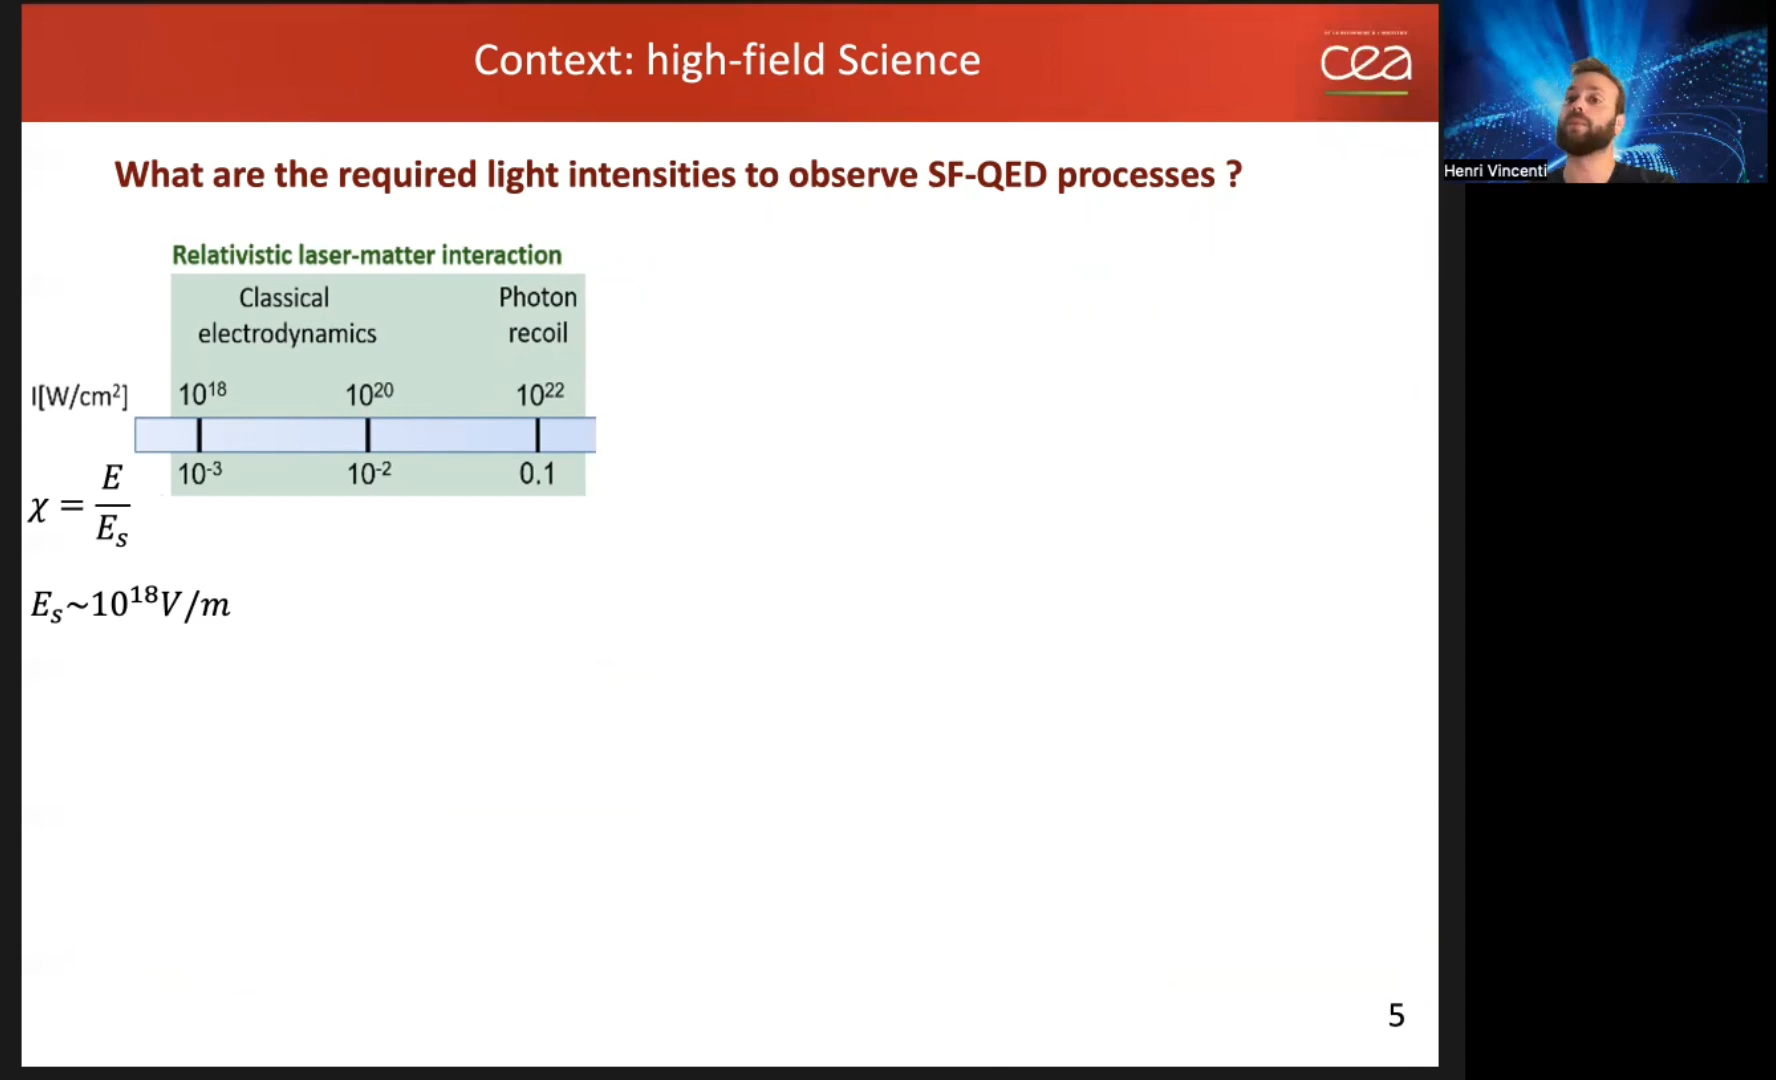 Context: high-field Science
cea
Henri Vincenti
What are the required light intensities to observe SF-QED processes ?
Relativistic laser-matter interaction
Classical electrodynamics
Photon recoil
I[W/cm²] 10¹⁸ 10²⁰ 10²²
10⁻³ 10⁻² 0.1
χ = E/Eₛ
Eₛ~10¹⁸V/m
5